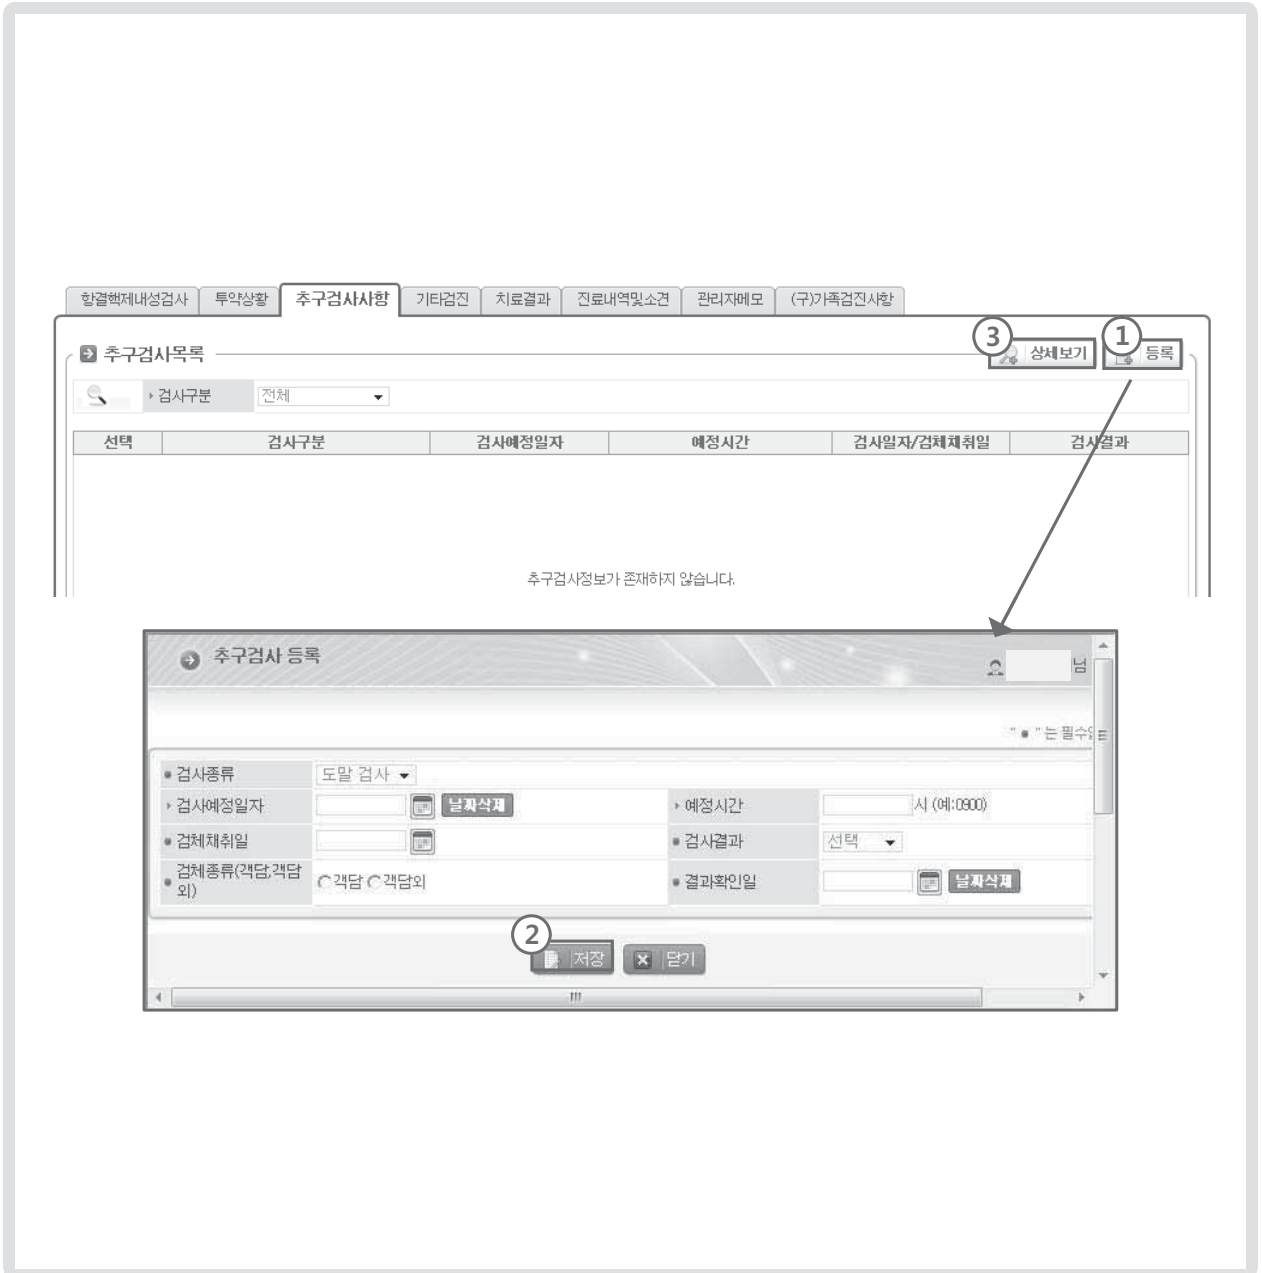 항결핵제내성검사 투약상황 추구검사사항 기타검진 치료결과 진료내역및소견 관리자메모 (구)가족검진사항
추구검사목록 3 상세보기 1 등록
검사구분 전체
선택 검사구분 검사예정일자 예정시간 검사일자/검체채취일 검사결과
추구검사정보가 존재하지 않습니다.
추구검사 등록
님
" ● " 는 필수
검사종류 도말 검사
검사예정일자 날짜삭제 예정시간 시 (예:0900)
검체채취일 검사결과 선택
검체종류(객담,객담
외) 객담 객담외 결과확인일 날짜삭제
2 저장 닫기